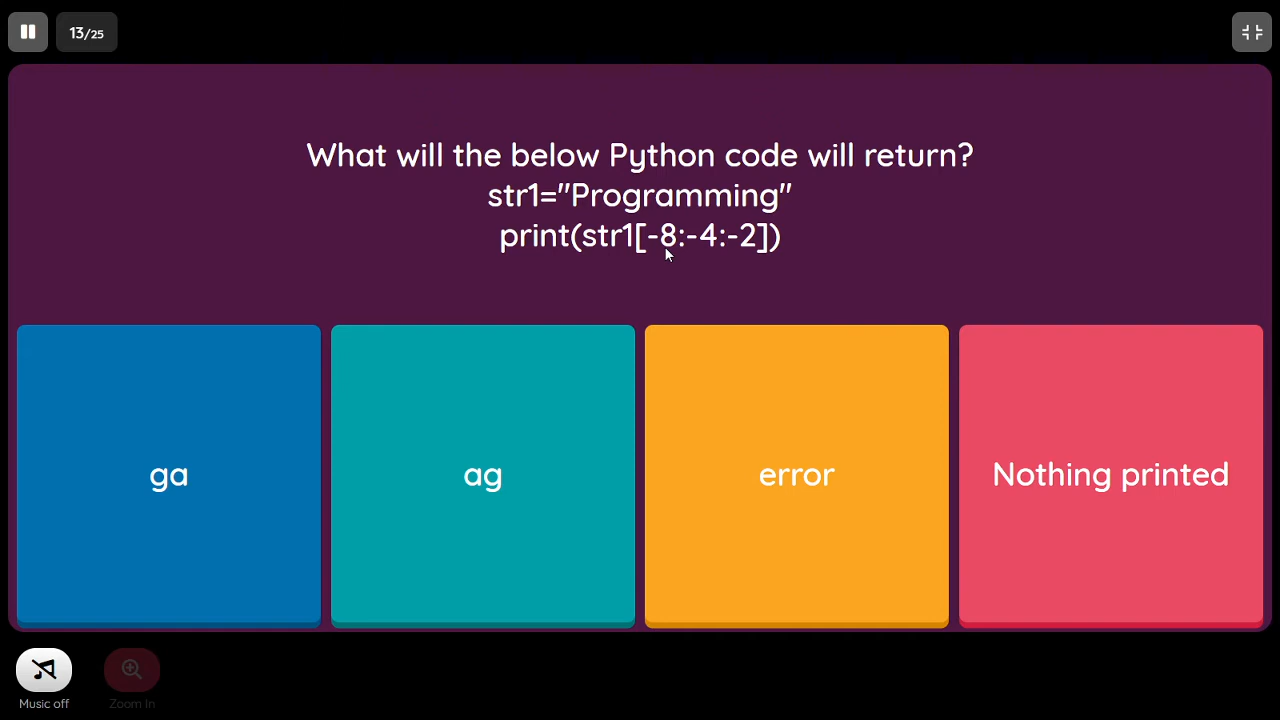 13/25
What will the below Python code will return?
str1="Programming"
print(str1[-8:-4:-2])
ga
ag
error
Nothing printed
Music off
Zoom In